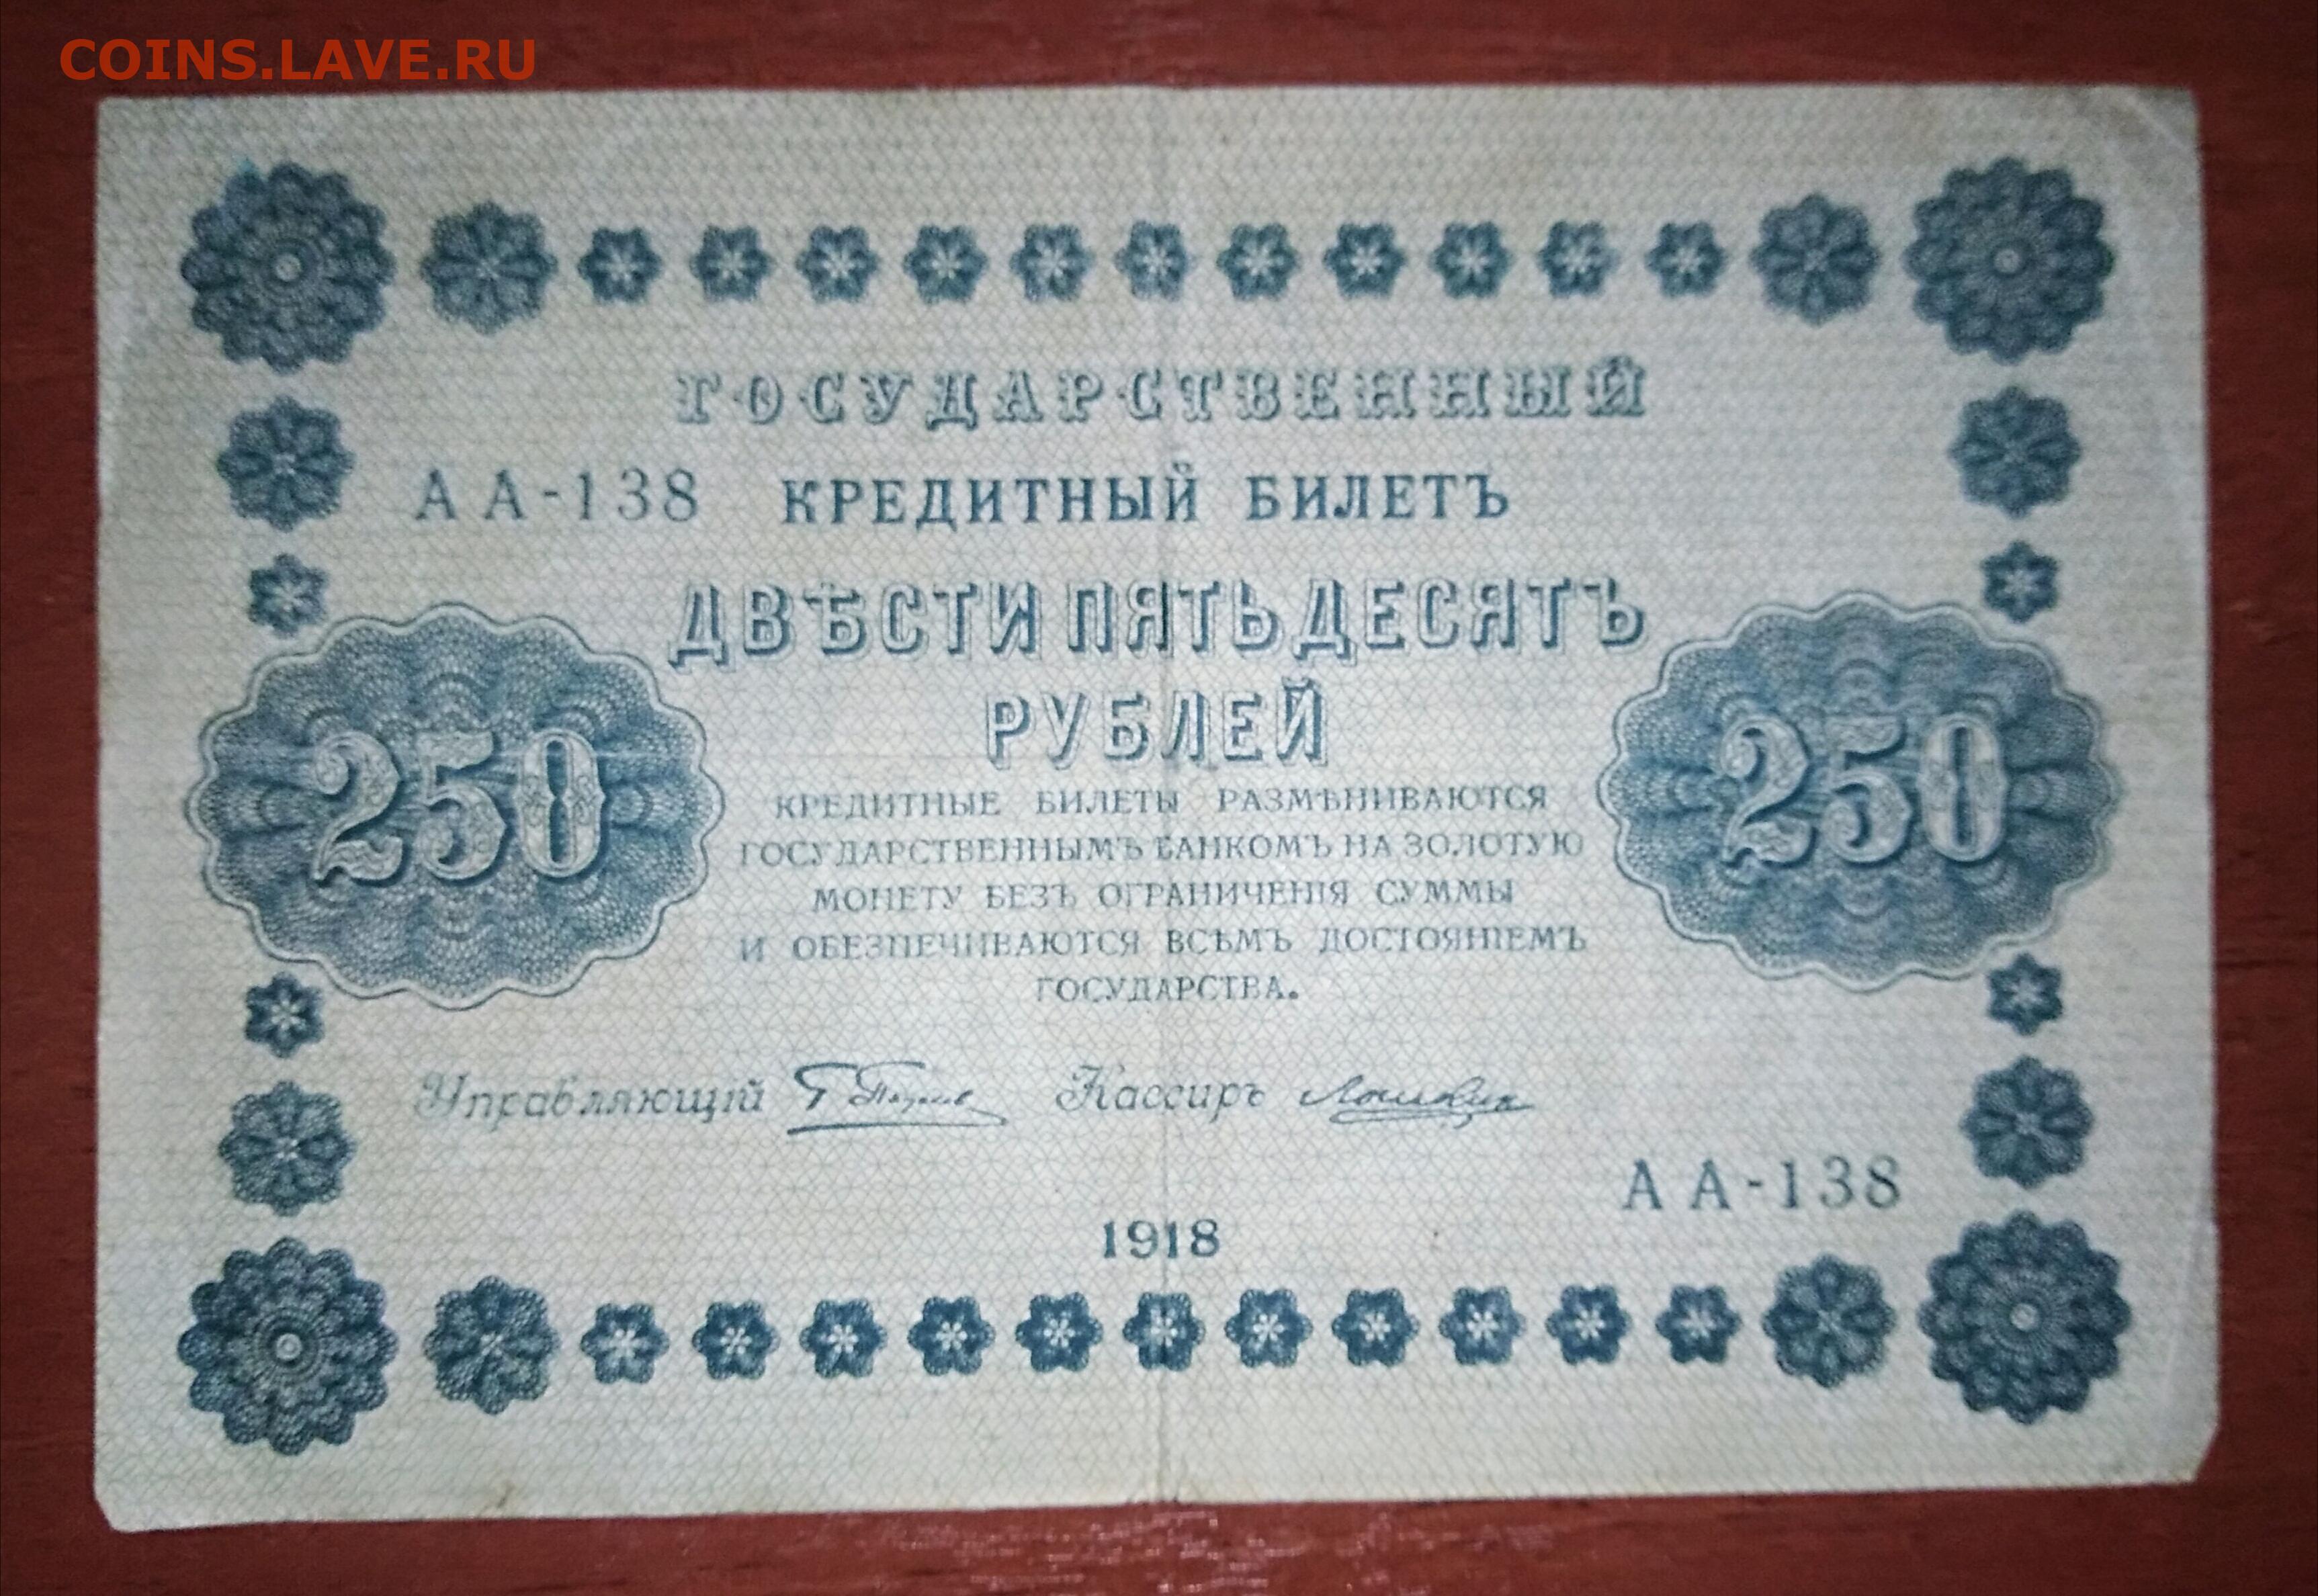 COINS.LAVE.RU
ГОСУДАРСТВЕННЫЙ
АА-138 КРЕДИТНЫЙ БИЛЕТЪ
ДВѢСТИ ПЯТЬДЕСЯТЪ
РУБЛЕЙ
250 250
КРЕДИТНЫЕ БИЛЕТЫ РАЗМѢНИВАЮТСЯ
ГОСУДАРСТВЕННЫМЪ БАНКОМЪ НА ЗОЛОТУЮ
МОНЕТУ БЕЗЪ ОГРАНИЧЕНІЯ СУММЫ
И ОБЕЗПЕЧИВАЮТСЯ ВСѢМЪ ДОСТОЯНІЕМЪ
ГОСУДАРСТВА.
Управляющій Кассиръ
АА-138
1918